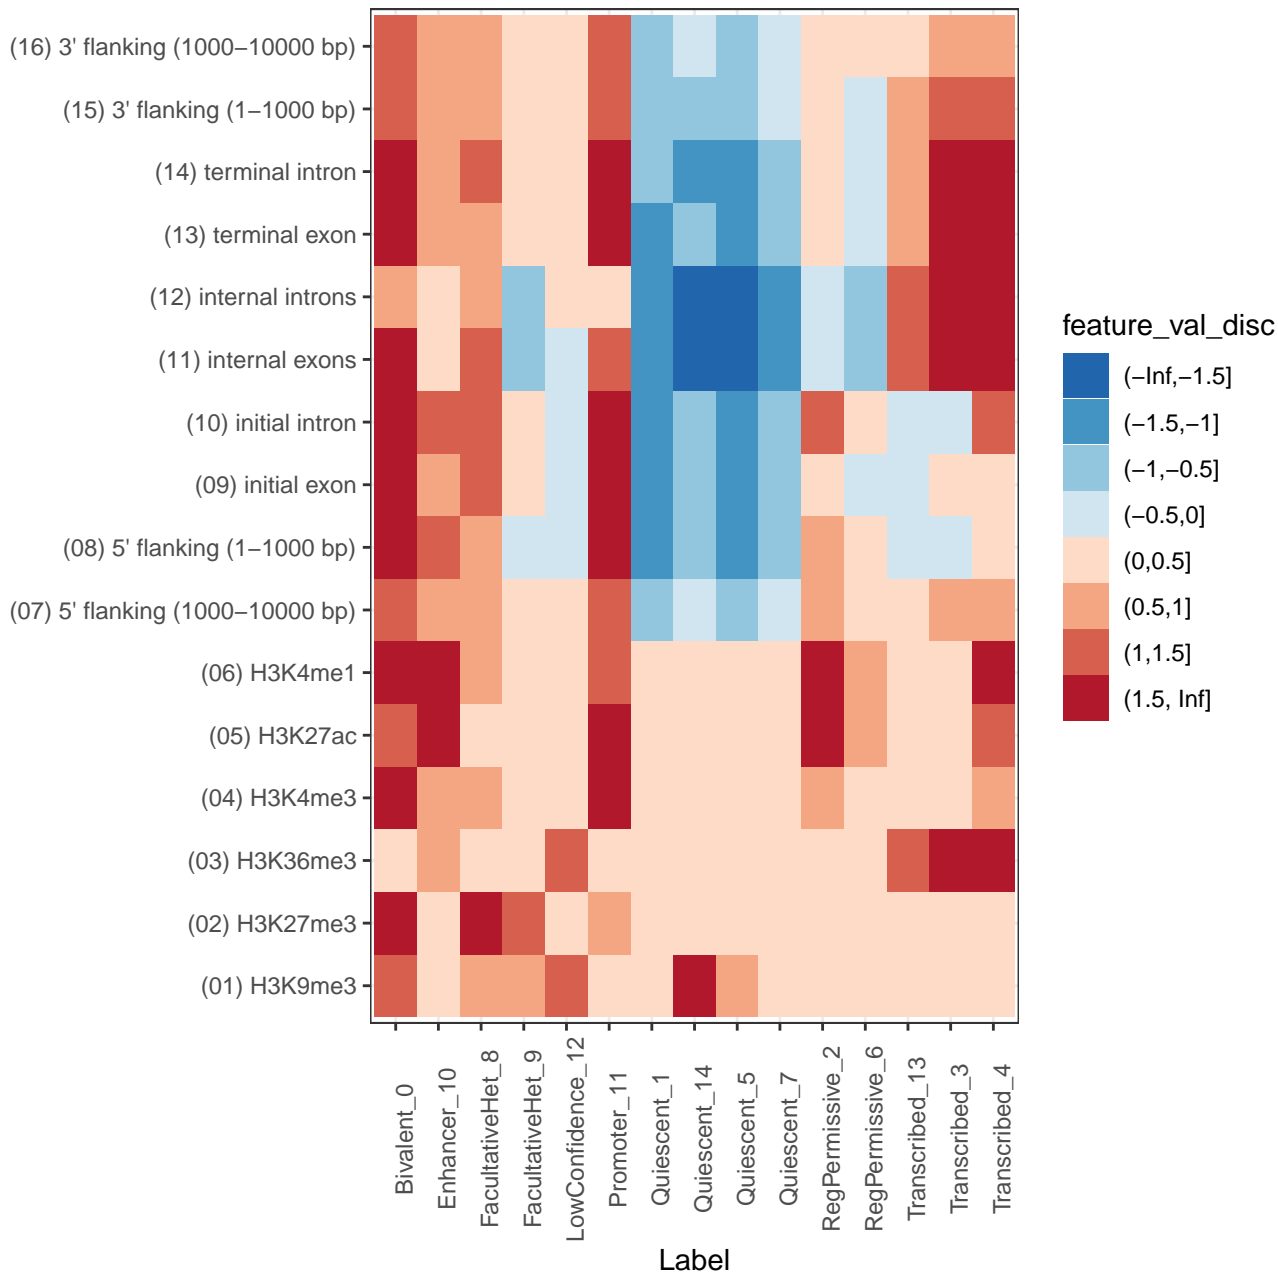 (16) 3' flanking (1000−10000 bp)
(15) 3' flanking (1−1000 bp)
(14) terminal intron
(13) terminal exon
(12) internal introns
(11) internal exons
(10) initial intron
(09) initial exon
(08) 5' flanking (1−1000 bp)
(07) 5' flanking (1000−10000 bp)
(06) H3K4me1
(05) H3K27ac
(04) H3K4me3
(03) H3K36me3
(02) H3K27me3
(01) H3K9me3
Bivalent_0
Enhancer_10
FacultativeHet_8
FacultativeHet_9
LowConfidence_12
Promoter_11
Quiescent_1
Quiescent_14
Quiescent_5
Quiescent_7
RegPermissive_2
RegPermissive_6
Transcribed_13
Transcribed_3
Transcribed_4
Label
feature_val_disc
(−Inf,−1.5]
(−1.5,−1]
(−1,−0.5]
(−0.5,0]
(0,0.5]
(0.5,1]
(1,1.5]
(1.5, Inf]